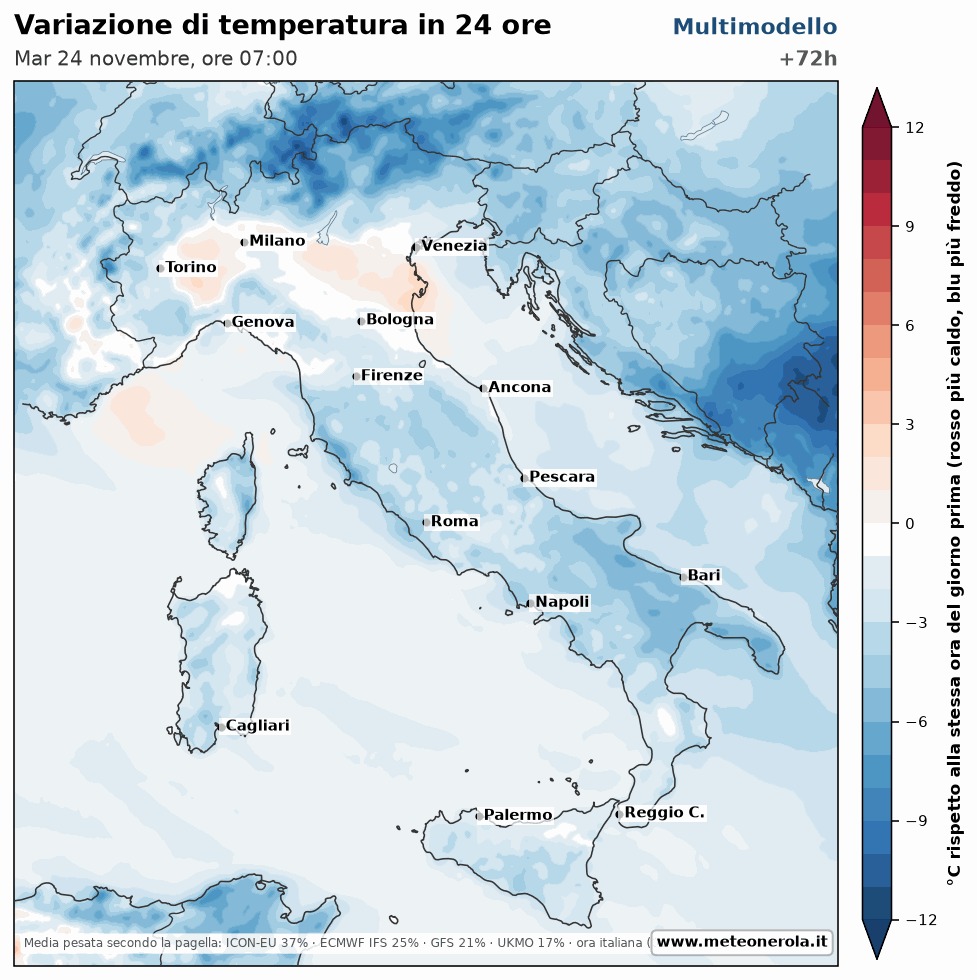 Variazione di temperatura in 24 ore
Multimodello
Mar 24 novembre, ore 07:00
+72h
Milano
Venezia
Torino
Genova
Bologna
Firenze
Ancona
Pescara
Roma
Bari
Napoli
Cagliari
Palermo
Reggio C.
12
9
6
3
0
−3
−6
−9
−12
°C rispetto alla stessa ora del giorno prima (rosso più caldo, blu più freddo)
Media pesata secondo la pagella: ICON-EU 37% · ECMWF IFS 25% · GFS 21% · UKMO 17% · ora italiana (
www.meteonerola.it